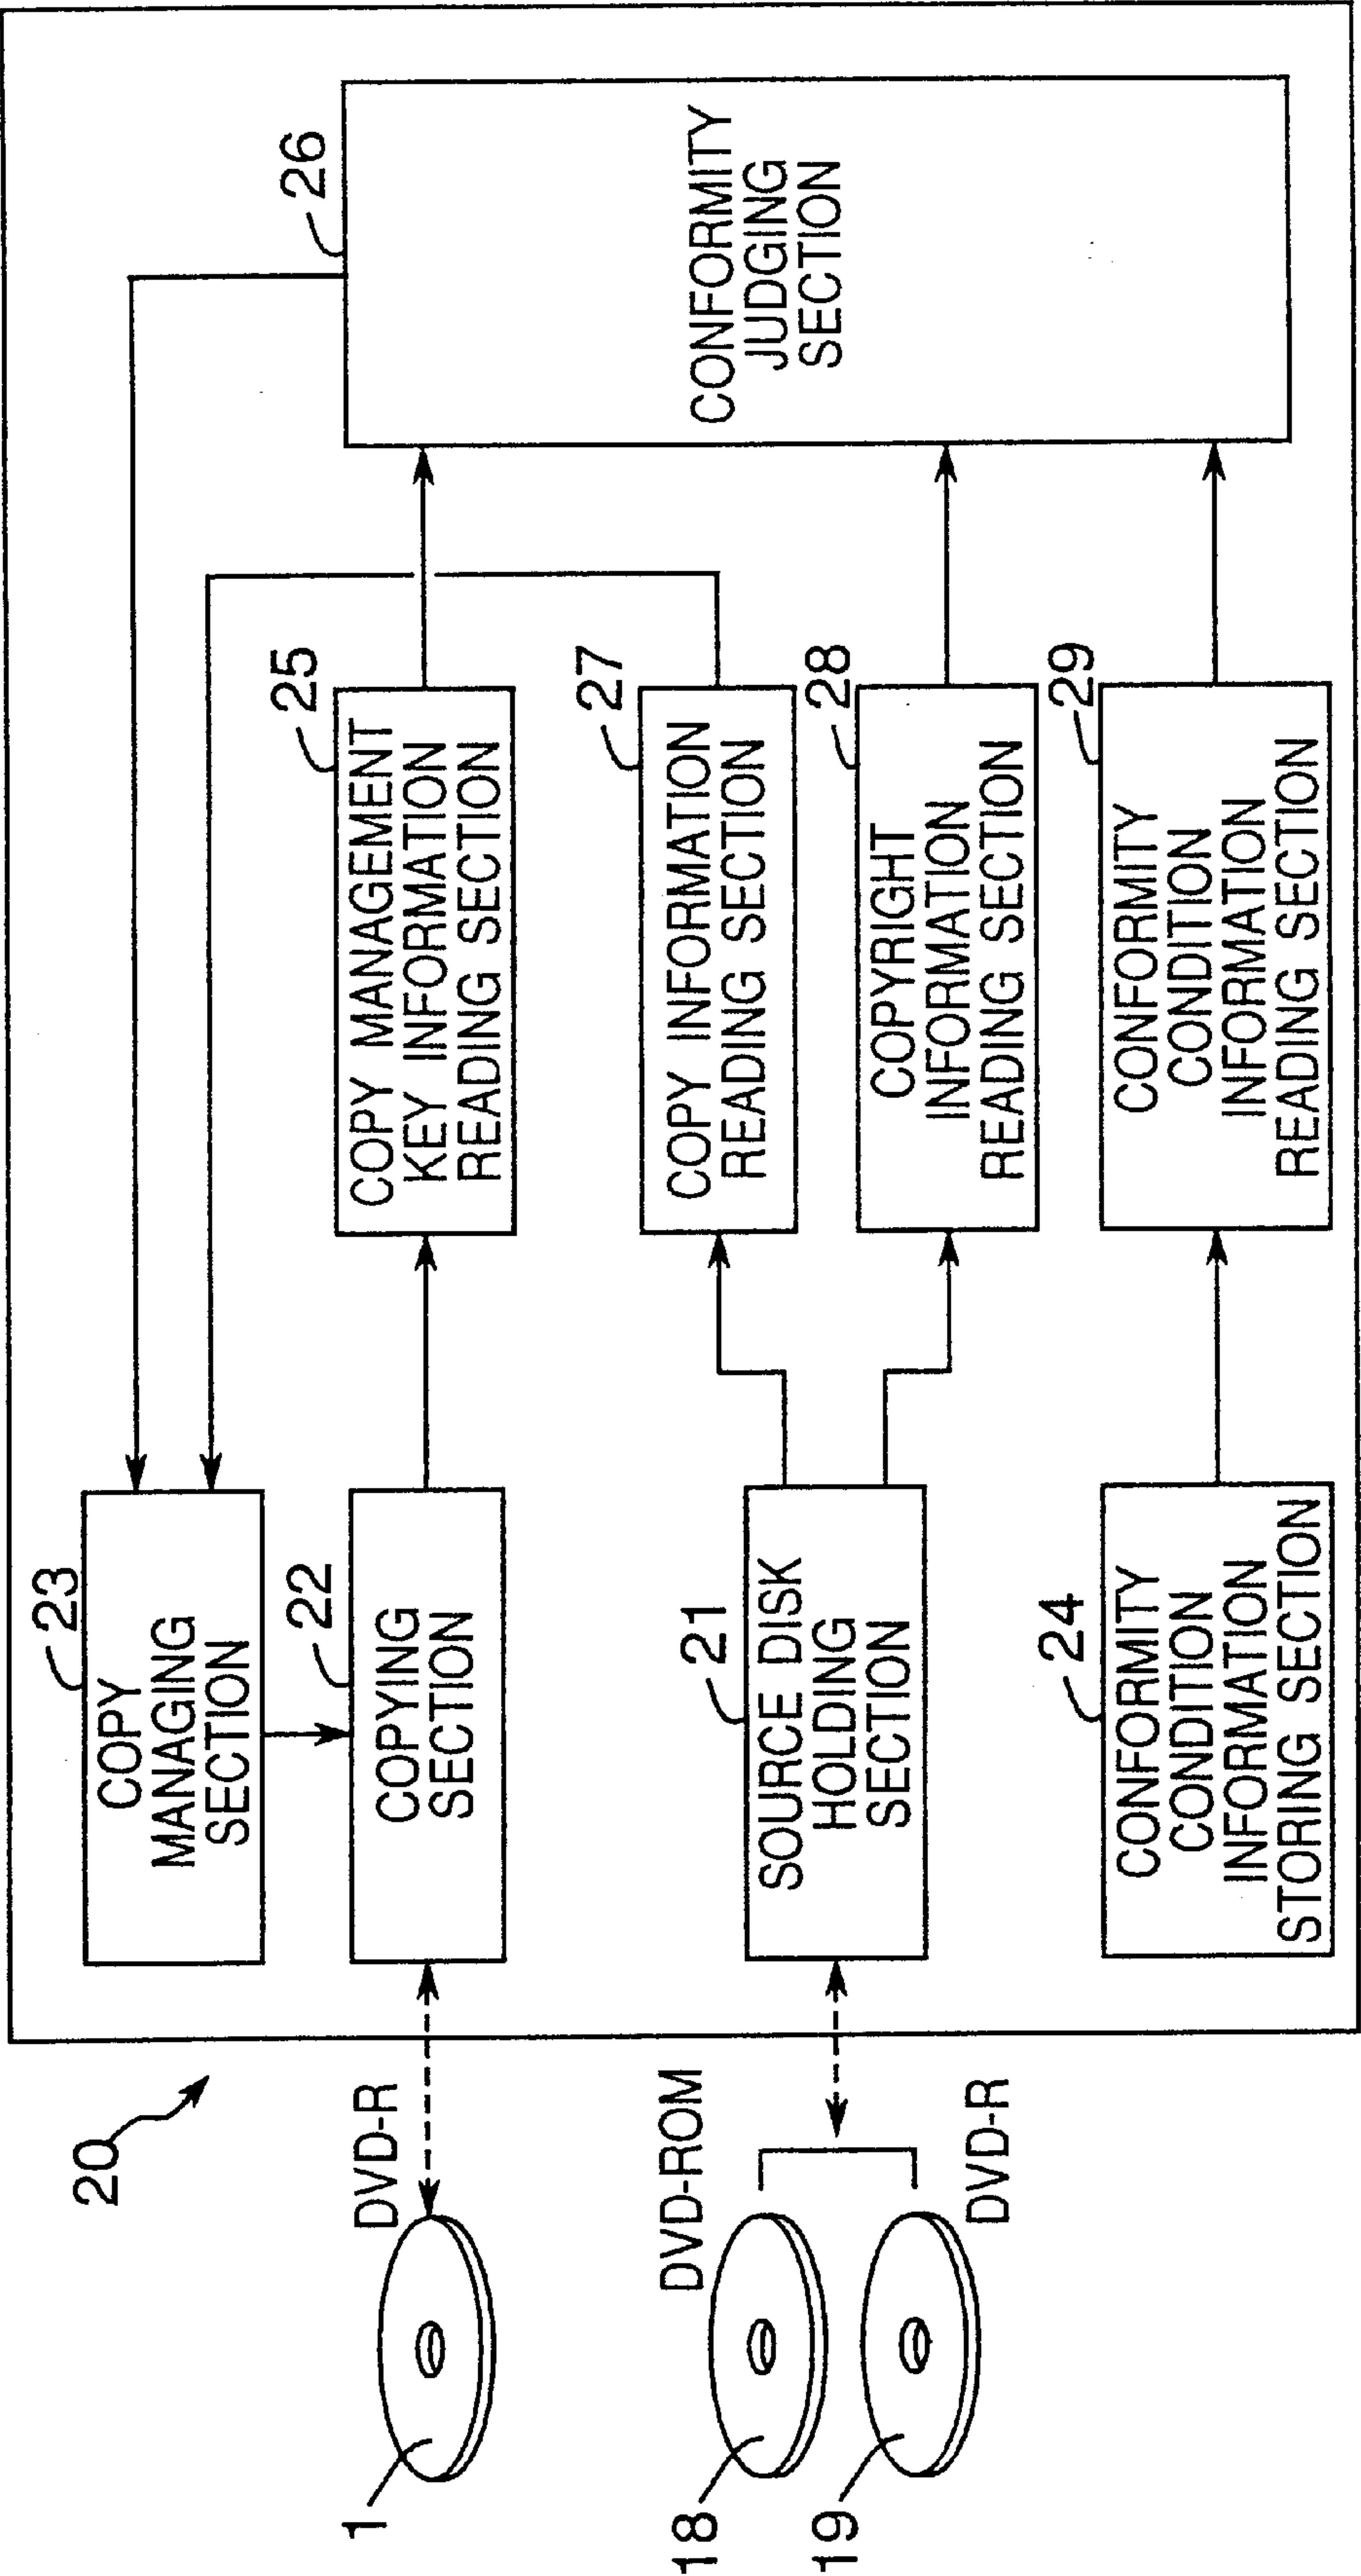 20
23
COPY
MANAGING
SECTION
26
CONFORMITY
JUDGING
SECTION
DVD-R
1
22
COPYING
SECTION
25
COPY MANAGEMENT
KEY INFORMATION
READING SECTION
27
COPY INFORMATION
READING SECTION
DVD-ROM
18
19
DVD-R
21
SOURCE DISK
HOLDING
SECTION
28
COPYRIGHT
INFORMATION
READING SECTION
24
CONFORMITY
CONDITION
INFORMATION
STORING SECTION
29
CONFORMITY
CONDITION
INFORMATION
READING SECTION